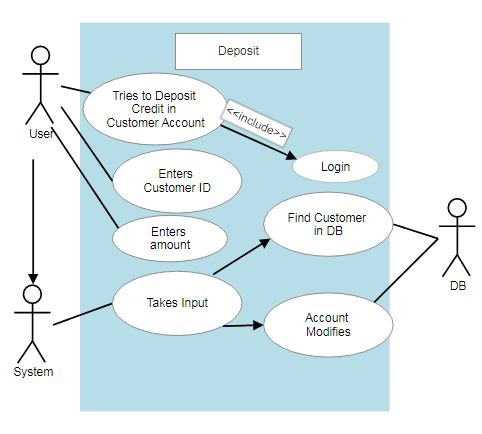 Deposit
Tries to Deposit
Credit in
Customer Account
<<include>>
User
Login
Enters
Customer ID
Find Customer
in DB
Enters
amount
DB
Takes Input
Account
Modifies
System